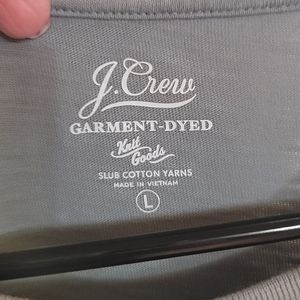 J.Crew
GARMENT-DYED
Knit
Goods
SLUB COTTON YARNS
MADE IN VIETNAM
L